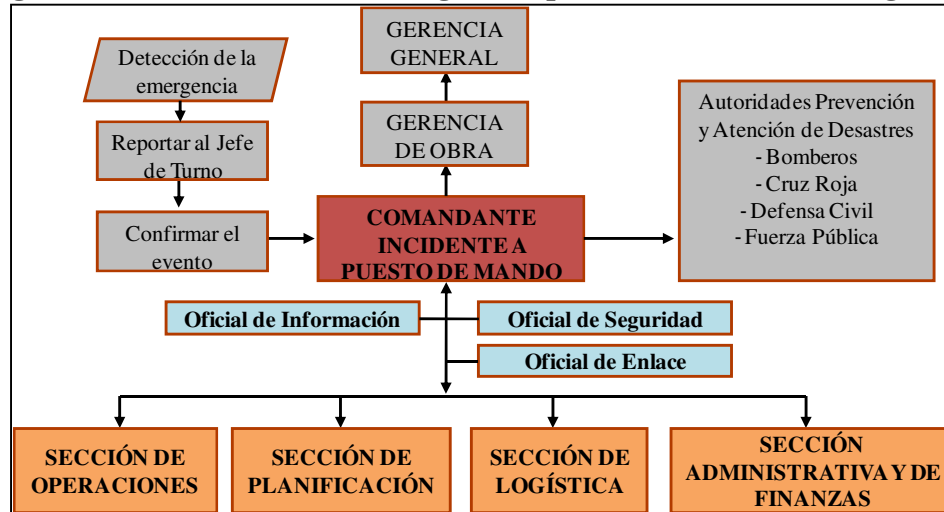 GERENCIA
GENERAL
Detección de la
emergencia
Reportar al Jefe
de Turno
Confirmar el
evento
GERENCIA
DE OBRA
COMANDANTE
INCIDENTE A
PUESTO DE MANDO
Autoridades Prevención
y Atención de Desastres
- Bomberos
- Cruz Roja
- Defensa Civil
- Fuerza Pública
Oficial de Información
Oficial de Seguridad
Oficial de Enlace
SECCIÓN DE
OPERACIONES
SECCIÓN DE
PLANIFICACIÓN
SECCIÓN DE
LOGÍSTICA
SECCIÓN
ADMINISTRATIVA Y DE
FINANZAS